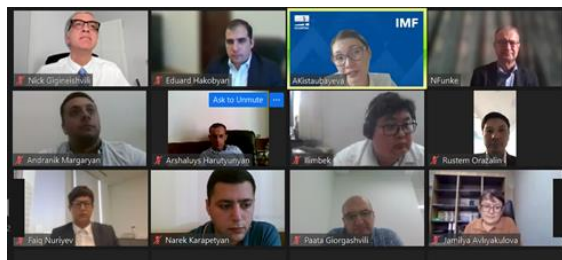 IMF
Nick Gigineishvili
Eduard Hakobyan
AKistaubayeva
NFunke
Ask to Unmute
Andranik Margaryan
Arshaluys Harutyunyan
Ilimbek
Rustem Orazalin
Faiq Nuriyev
Narek Karapetyan
Paata Giorgashvili
Jamilya Avliyakulova